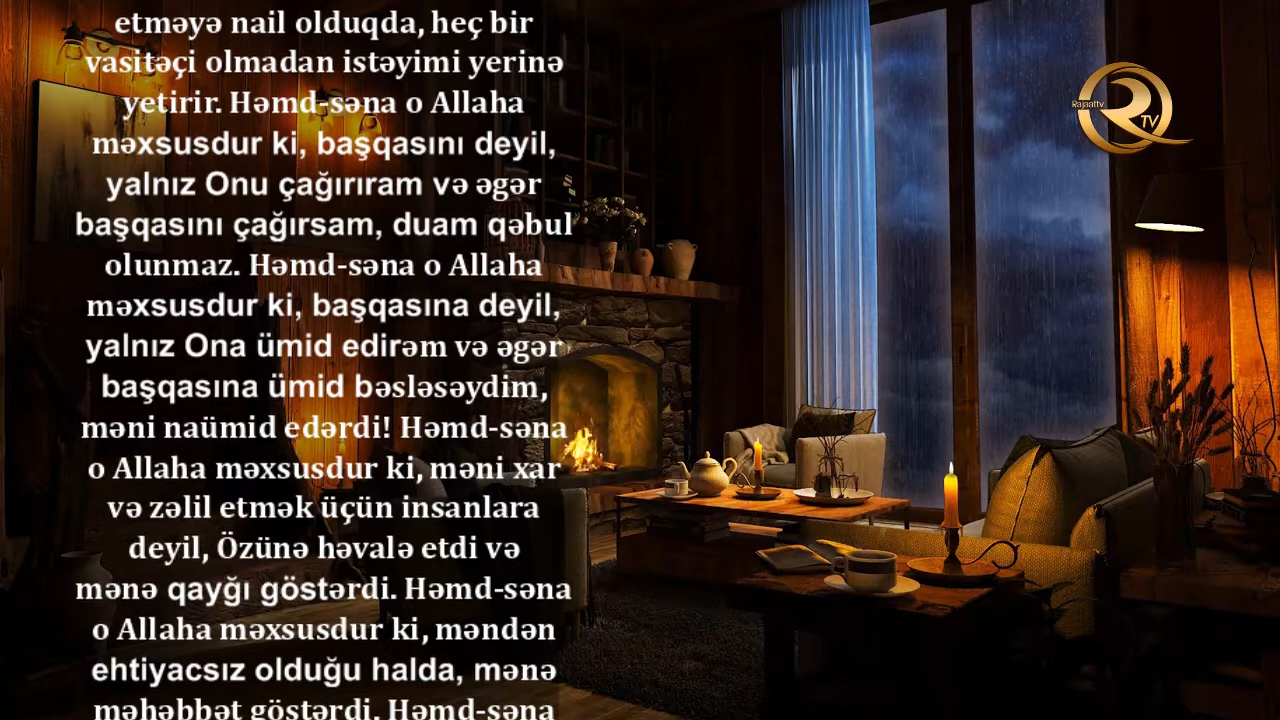 etməyə nail olduqda, heç bir
vasitəçi olmadan istəyimi yerinə
yetirir. Həmd-səna o Allaha
məxsusdur ki, başqasını deyil,
yalnız Onu çağırıram və əgər
başqasını çağırsam, duam qəbul
olunmaz. Həmd-səna o Allaha
məxsusdur ki, başqasına deyil,
yalnız Ona ümid edirəm və əgər
başqasına ümid bəsləsəydim,
məni naümid edərdi! Həmd-səna
o Allaha məxsusdur ki, məni xar
və zəlil etmək üçün insanlara
deyil, Özünə həvalə etdi və
mənə qayğı göstərdi. Həmd-səna
o Allaha məxsusdur ki, məndən
ehtiyacsız olduğu halda, mənə
məhəbbət göstərdi. Həmd-səna
Rajaattv
R
TV